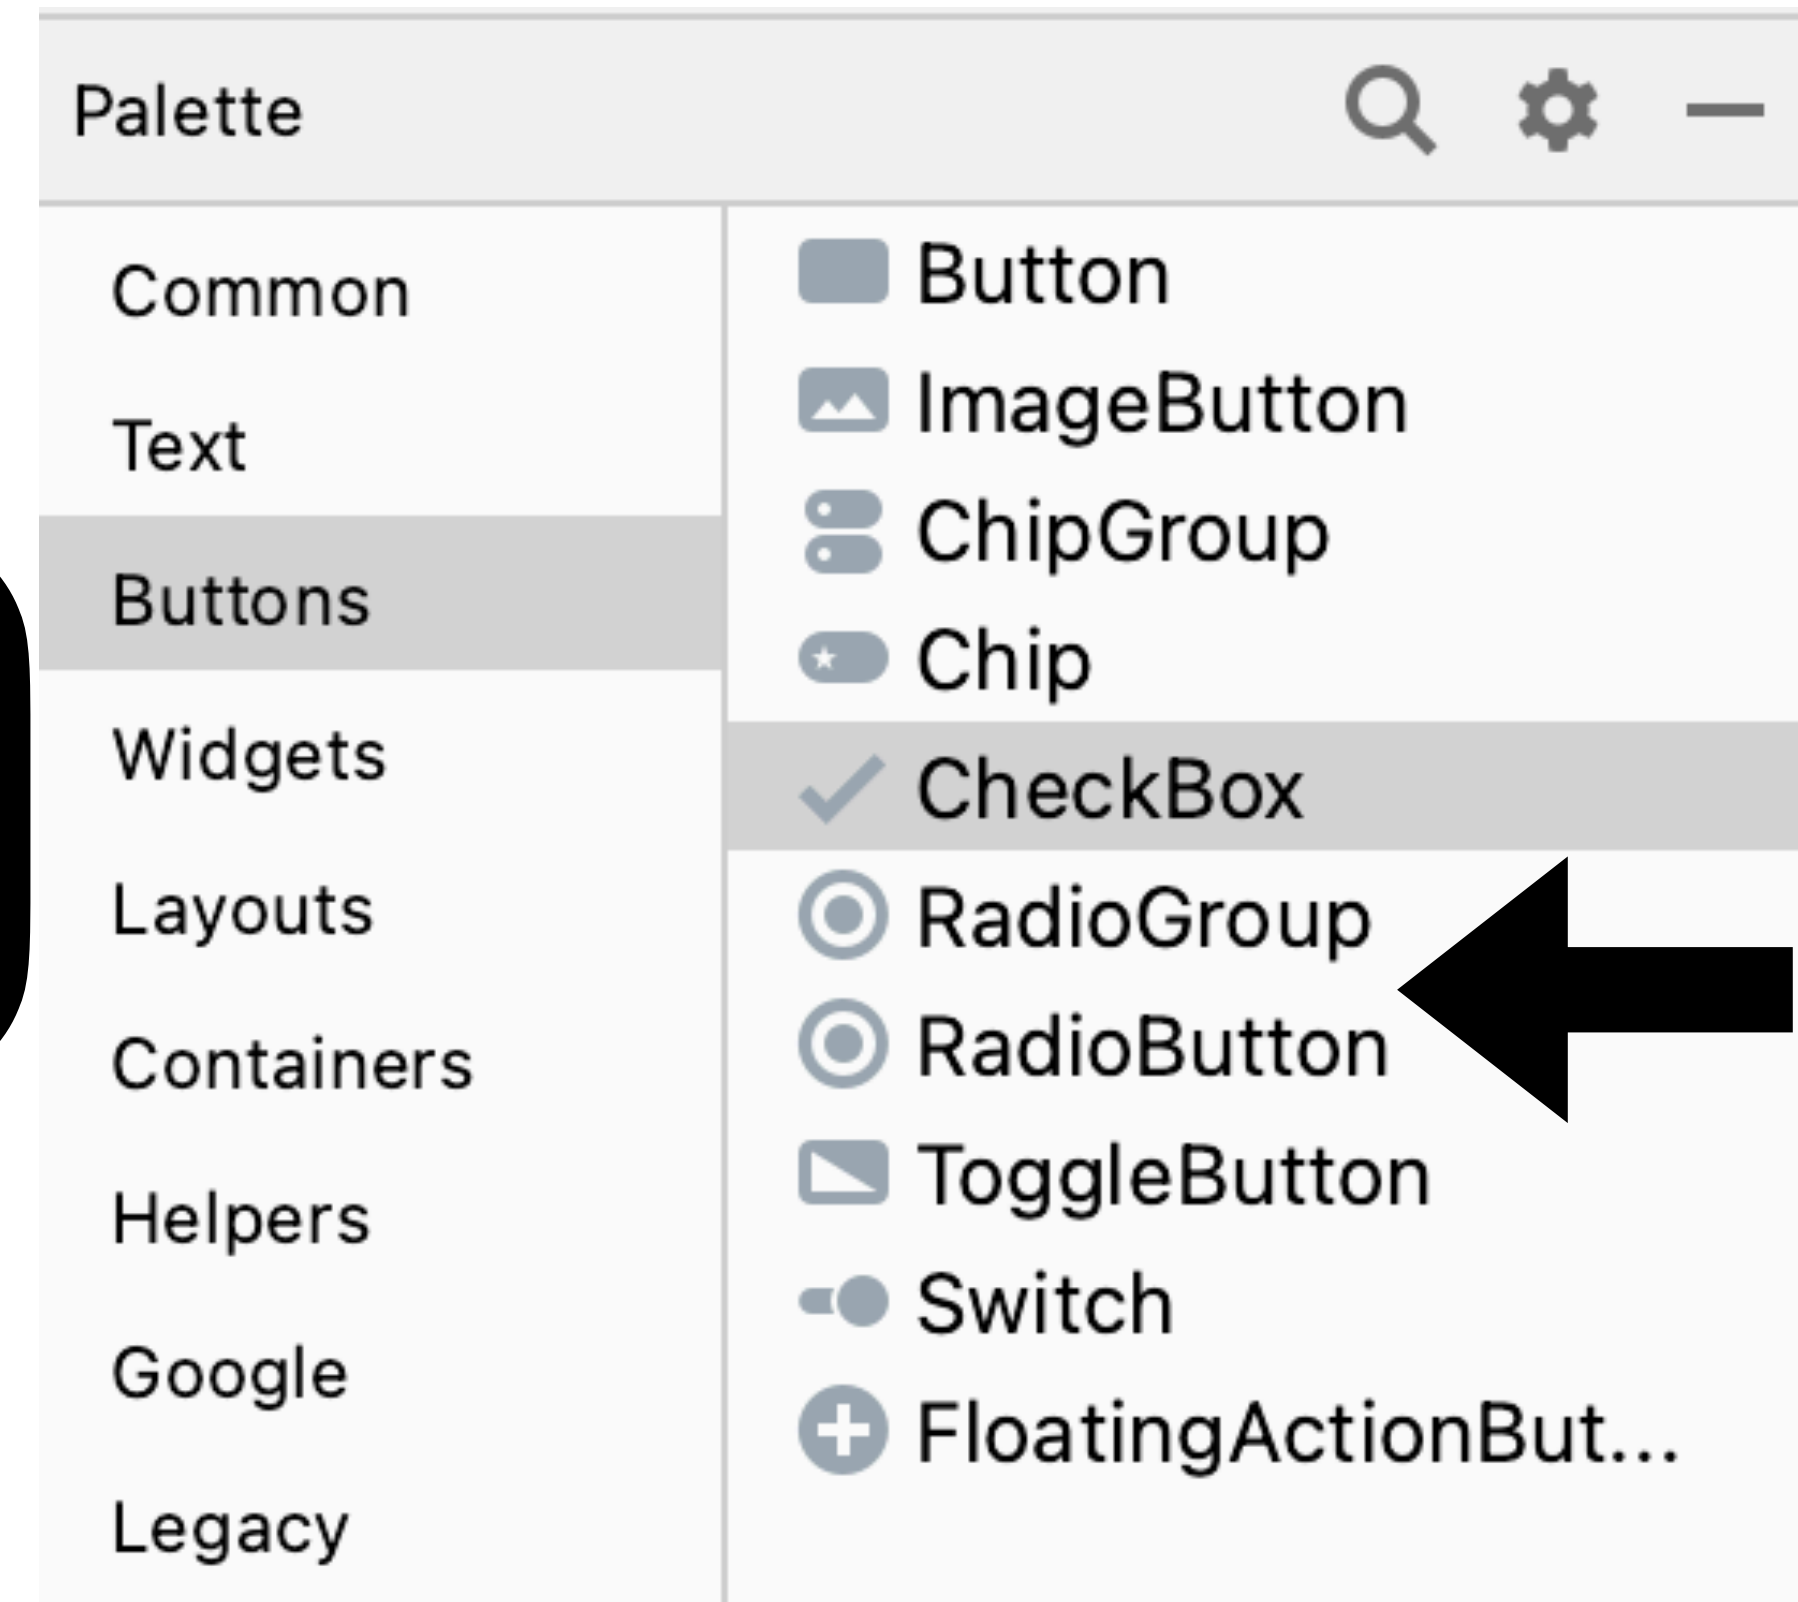 Palette
Common
Text
Buttons
Widgets
Layouts
Containers
Helpers
Google
Legacy
Button
ImageButton
ChipGroup
Chip
CheckBox
RadioGroup
RadioButton
ToggleButton
Switch
FloatingActionBut...